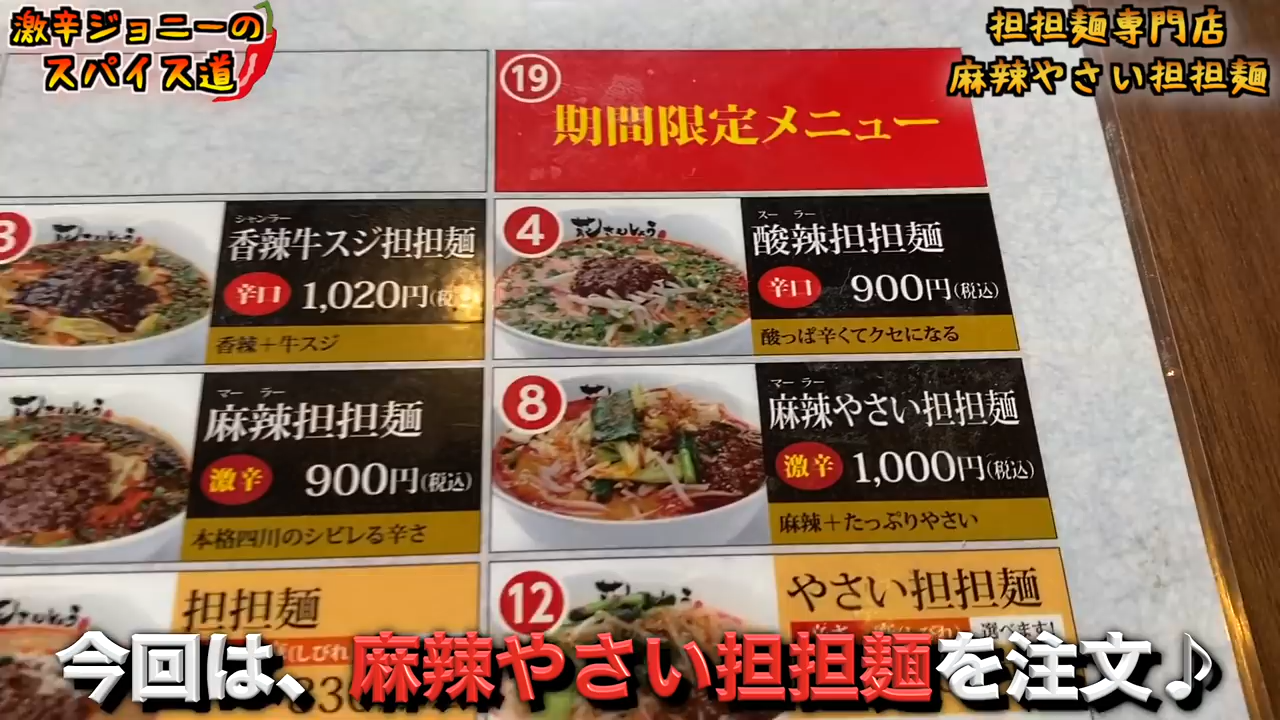 激辛ジョニーの
スパイス道
担担麺専門店
麻辣やさい担担麺
19
期間限定メニュー
3
シャンラー
香辣牛スジ担担麺
辛口 1,020円
香辣+牛スジ
4
スーラー
酸辣担担麺
辛口 900円(税込)
酸っぱ辛くてクセになる
マーラー
麻辣担担麺
激辛 900円(税込)
本格四川のシビレる辛さ
8
マーラー
麻辣やさい担担麺
激辛 1,000円(税込)
麻辣+たっぷりやさい
担担麺
12
やさい担担麺
選べます!
今回は、麻辣やさい担担麺を注文♪